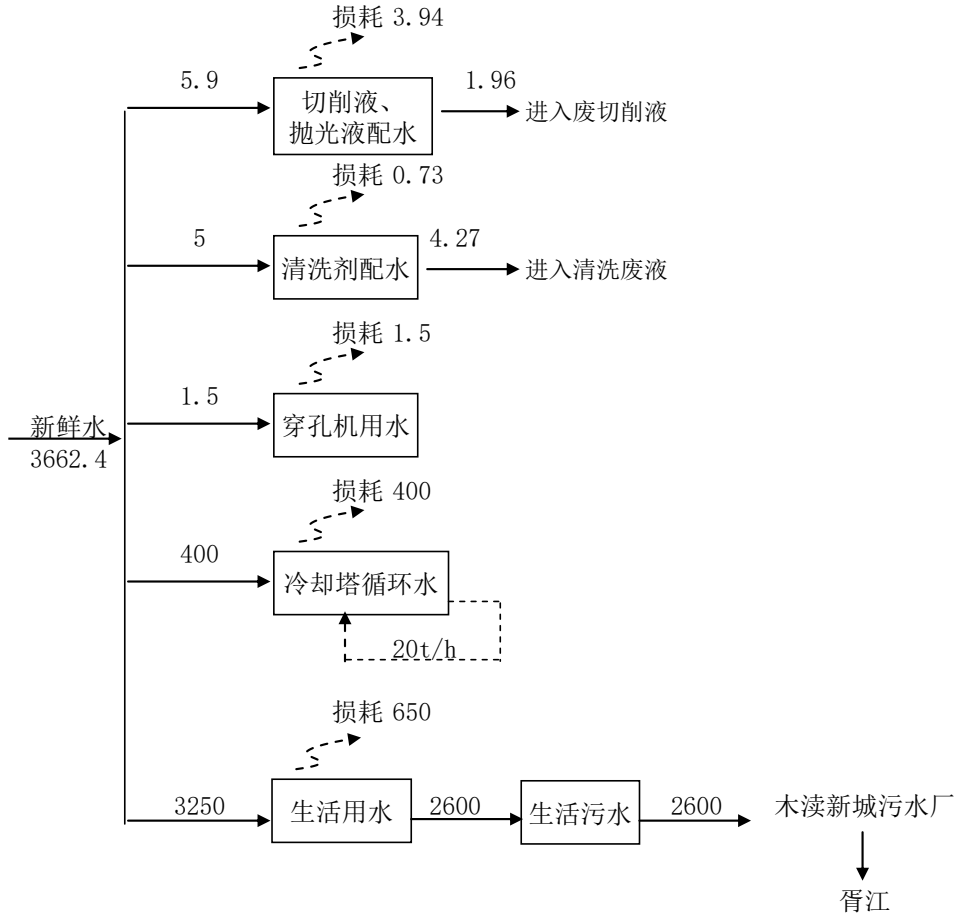 损耗 3.94
5.9
切削液、
抛光液配水
1.96
进入废切削液
损耗 0.73
5
清洗剂配水
4.27
进入清洗废液
损耗 1.5
1.5
穿孔机用水
新鲜水
3662.4
损耗 400
400
冷却塔循环水
20t/h
损耗 650
3250
生活用水
2600
生活污水
2600
木渎新城污水厂
胥江